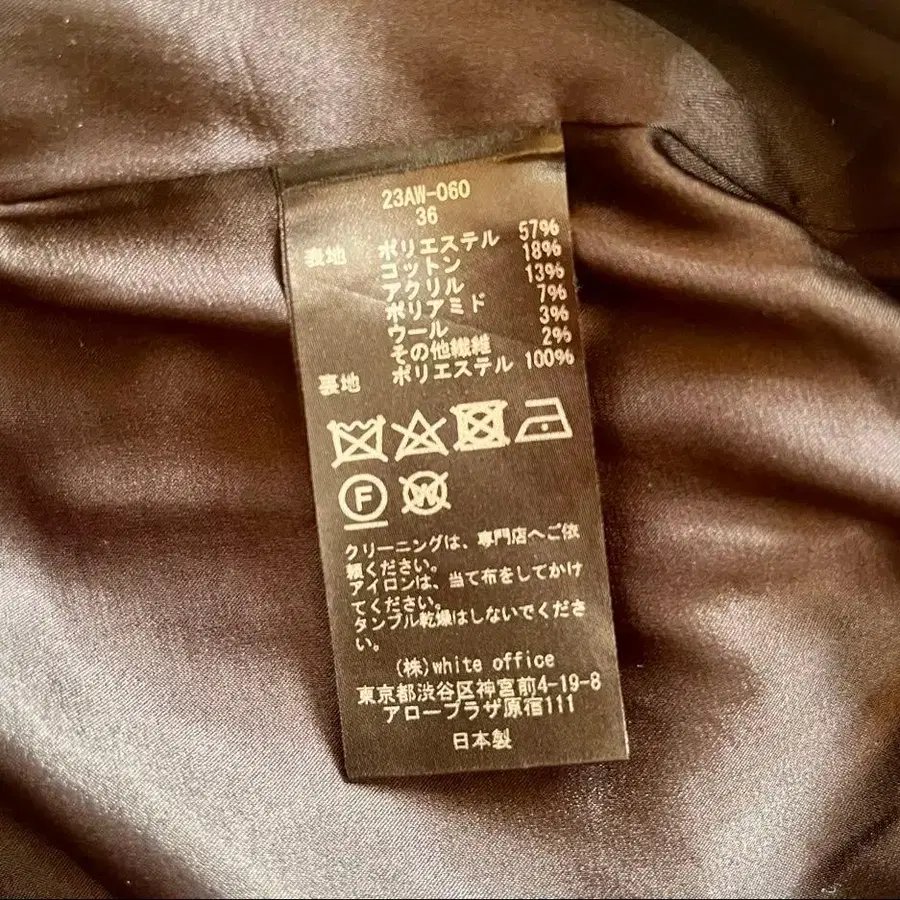 23AW-060
36
表地 ポリエステル 57%
コットン 18%
アクリル 13%
ポリアミド 7%
ウール 3%
その他繊維 2%
裏地 ポリエステル 100%
F W
クリーニングは、専門店へご依
頼ください。
アイロンは、当て布をしてかけ
てください。
タンブル乾燥はしないでくださ
い。
(株)white office
東京都渋谷区神宮前4-19-8
アロープラザ原宿111
日本製